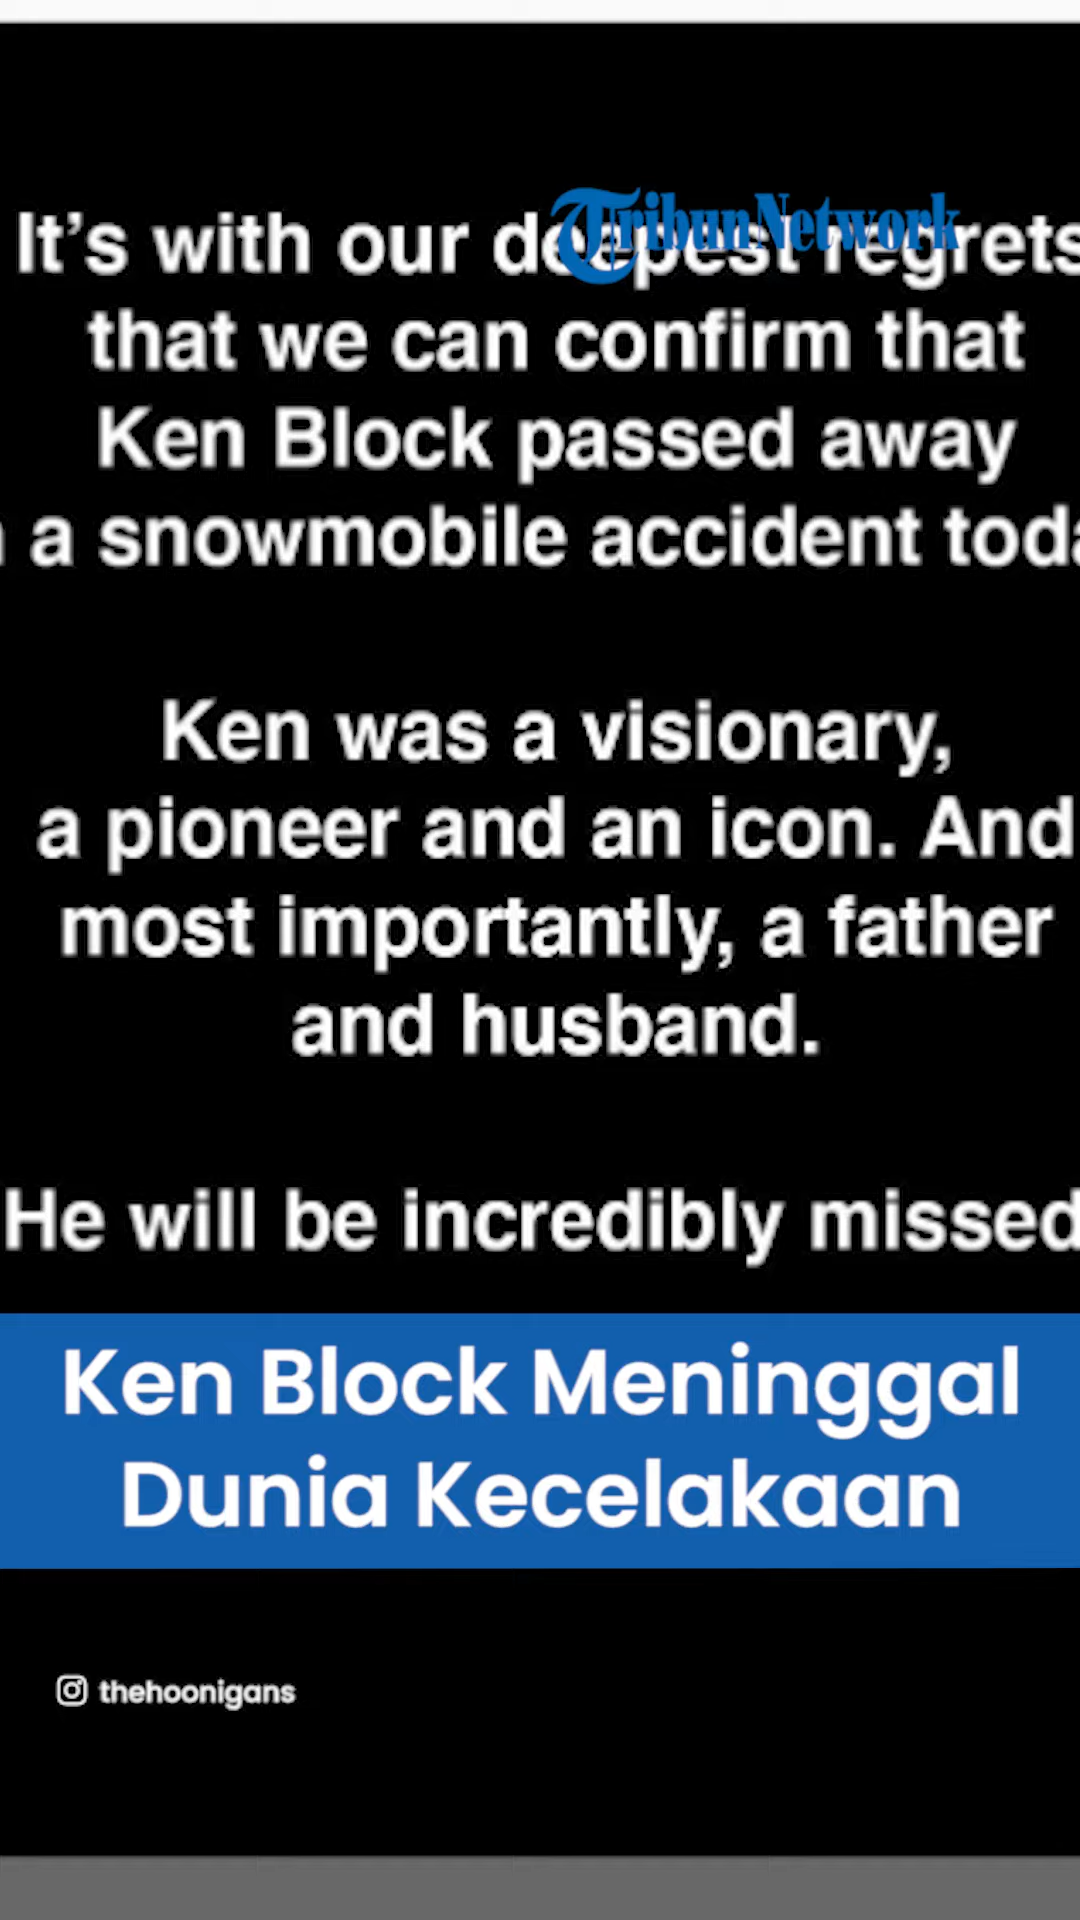 TribunNetwork
It’s with our deepest regrets
that we can confirm that
Ken Block passed away
a snowmobile accident toda
Ken was a visionary,
a pioneer and an icon. And
most importantly, a father
and husband.
He will be incredibly missed
Ken Block Meninggal
Dunia Kecelakaan
thehoonigans